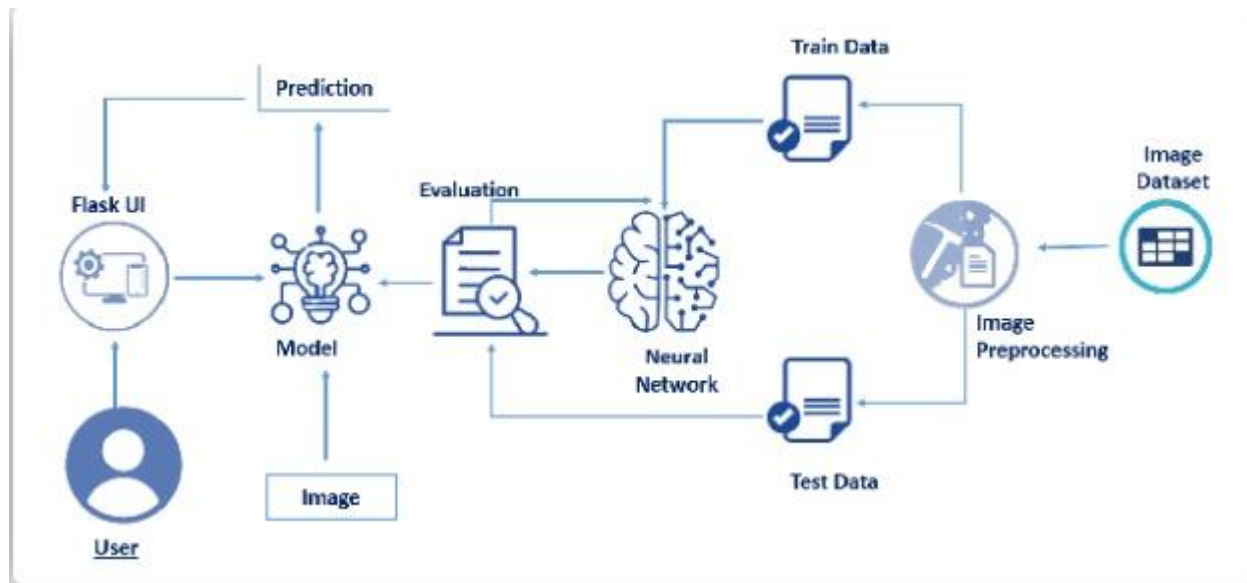 Train Data
Prediction
Image
Dataset
Evaluation
Flask UI
Image
Preprocessing
Model
Neural
Network
Test Data
Image
User